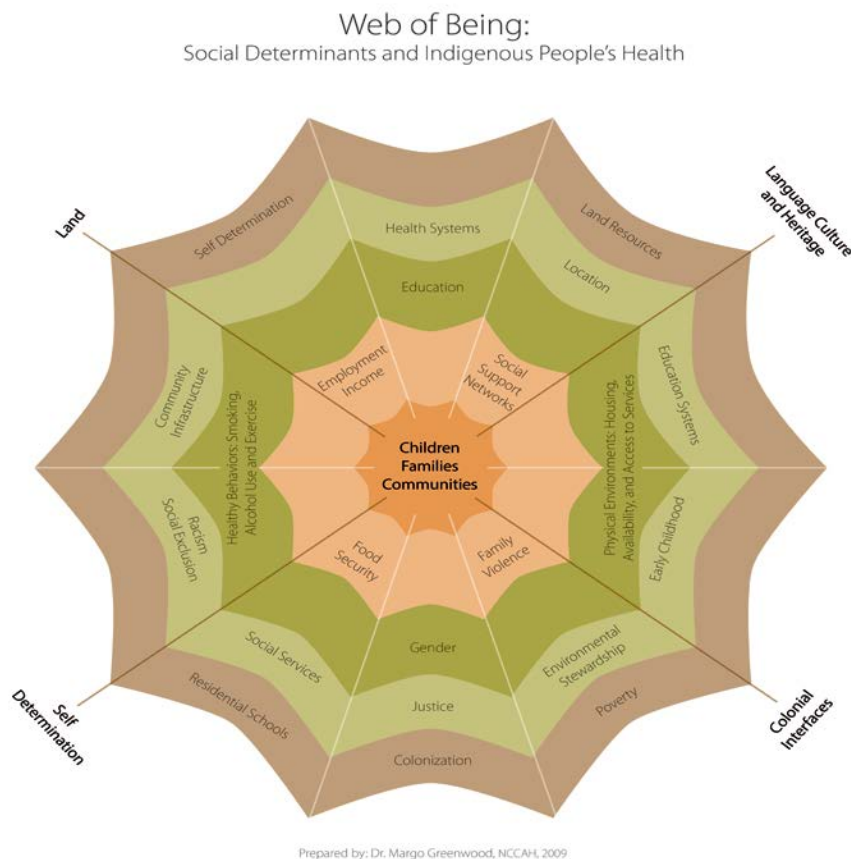 Web of Being:
Social Determinants and Indigenous People's Health
Land
Language Culture
and Heritage
Self Determination
Land Resources
Health Systems
Location
Education
Employment
Income
Social
Support
Networks
Community
Infrastructure
Education Systems
Healthy Behaviors: Smoking,
Alcohol Use and Exercise
Children
Families
Communities
Physical Environments: Housing,
Availability, and Access to Services
Racism
Social Exclusion
Early Childhood
Food
Security
Family
Violence
Social Services
Gender
Environmental
Stewardship
Residential Schools
Justice
Poverty
Colonization
Self
Determination
Colonial
Interfaces
Prepared by: Dr. Margo Greenwood, NCCAH, 2009